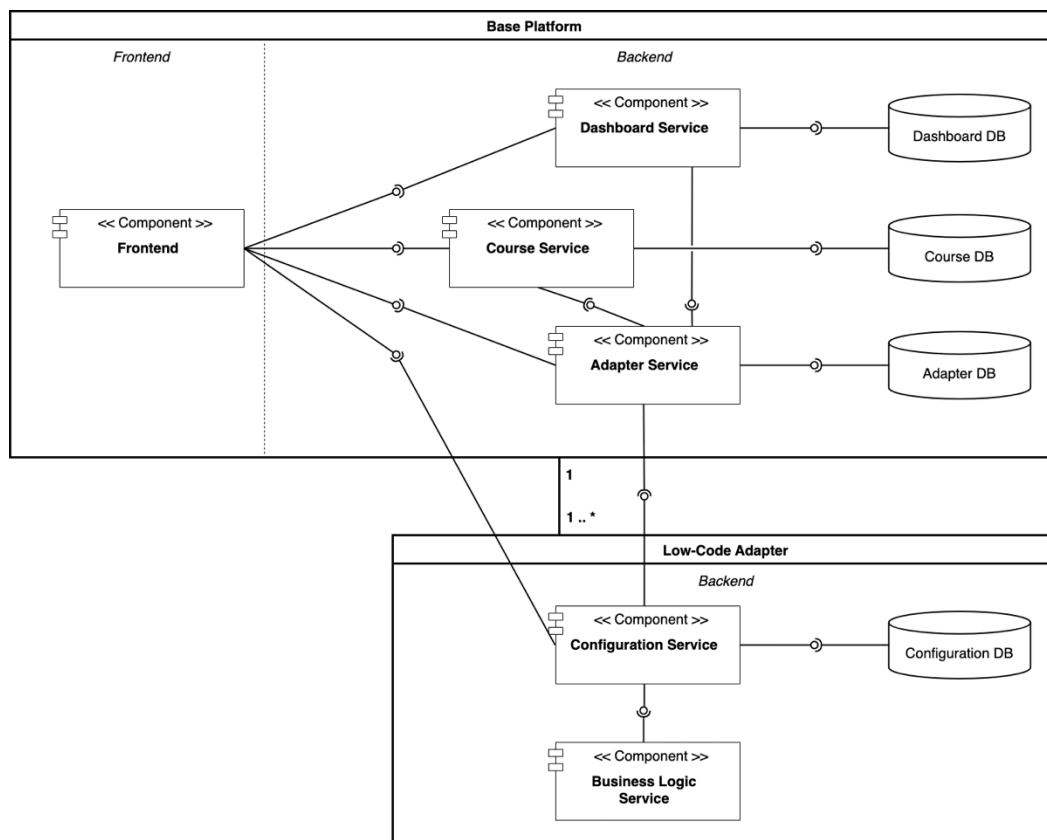 Base Platform
Frontend
Backend
<< Component >>
Dashboard Service
Dashboard DB
<< Component >>
Frontend
<< Component >>
Course Service
Course DB
<< Component >>
Adapter Service
Adapter DB
1
1 .. *
Low-Code Adapter
Backend
<< Component >>
Configuration Service
Configuration DB
<< Component >>
Business Logic
Service